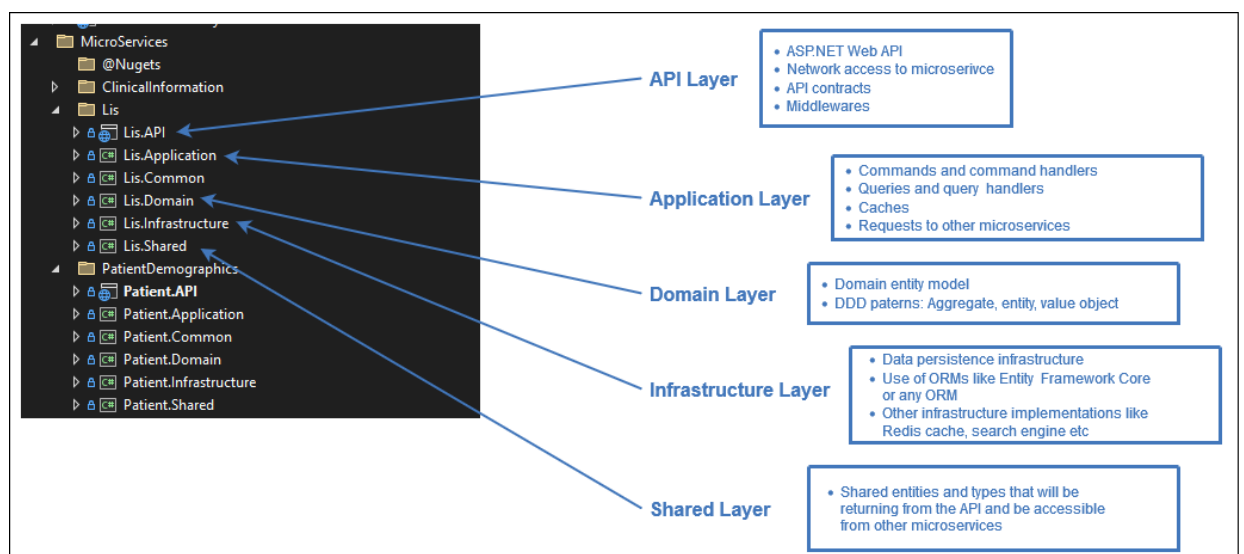 MicroServices
@Nugets
ClinicalInformation
Lis
Lis.API
Lis.Application
Lis.Common
Lis.Domain
Lis.Infrastructure
Lis.Shared
PatientDemographics
Patient.API
Patient.Application
Patient.Common
Patient.Domain
Patient.Infrastructure
Patient.Shared
API Layer
ASP.NET Web API
Network access to microserivce
API contracts
Middlewares
Application Layer
Commands and command handlers
Queries and query handlers
Caches
Requests to other microservices
Domain Layer
Domain entity model
DDD paterns: Aggregate, entity, value object
Infrastructure Layer
Data persistence infrastructure
Use of ORMs like Entity Framework Core
or any ORM
Other infrastructure implementations like
Redis cache, search engine etc
Shared Layer
Shared entities and types that will be
returning from the API and be accessible
from other microservices